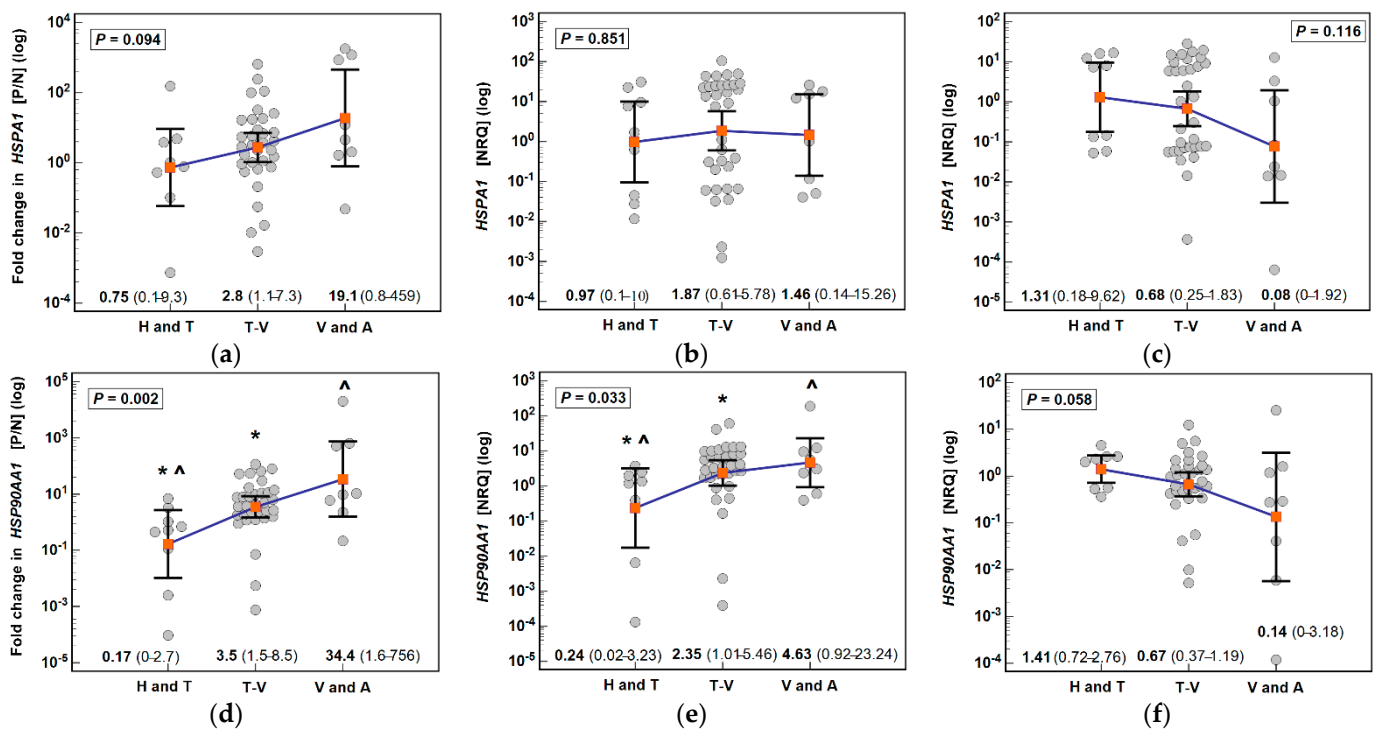 Fold change in HSPA1 [P/N] (log)
10^4
10^2
10^0
10^-2
10^-4
P = 0.094
0.75 (0.1-9.3) 2.8 (1.1-7.3) 19.1 (0.8-459)
H and T T-V V and A
(a)
HSPA1 [NRQ] (log)
10^3
10^2
10^1
10^0
10^-1
10^-2
10^-3
10^-4
P = 0.851
0.97 (0.1–10) 1.87 (0.61-5.78) 1.46 (0.14–15.26)
H and T T-V V and A
(b)
HSPA1 [NRQ] (log)
10^2
10^1
10^0
10^-1
10^-2
10^-3
10^-4
10^-5
P = 0.116
1.31 (0.18-9.62) 0.68 (0.25–1.83) 0.08 (0–1.92)
H and T T-V V and A
(c)
Fold change in HSP90AA1 [P/N] (log)
10^5
10^3
10^1
10^-1
10^-3
10^-5
P = 0.002
* ^ * ^
0.17 (0–2.7) 3.5 (1.5–8.5) 34.4 (1.6–756)
H and T T-V V and A
(d)
HSP90AA1 [NRQ] (log)
10^3
10^2
10^1
10^0
10^-1
10^-2
10^-3
10^-4
10^-5
P = 0.033
* ^ * ^
0.24 (0.02–3.23) 2.35 (1.01-5.46) 4.63 (0.92–23.24)
H and T T-V V and A
(e)
HSP90AA1 [NRQ] (log)
10^2
10^1
10^0
10^-1
10^-2
10^-3
10^-4
P = 0.058
0.14 (0–3.18)
1.41 (0.72–2.76) 0.67 (0.37–1.19)
H and T T-V V and A
(f)